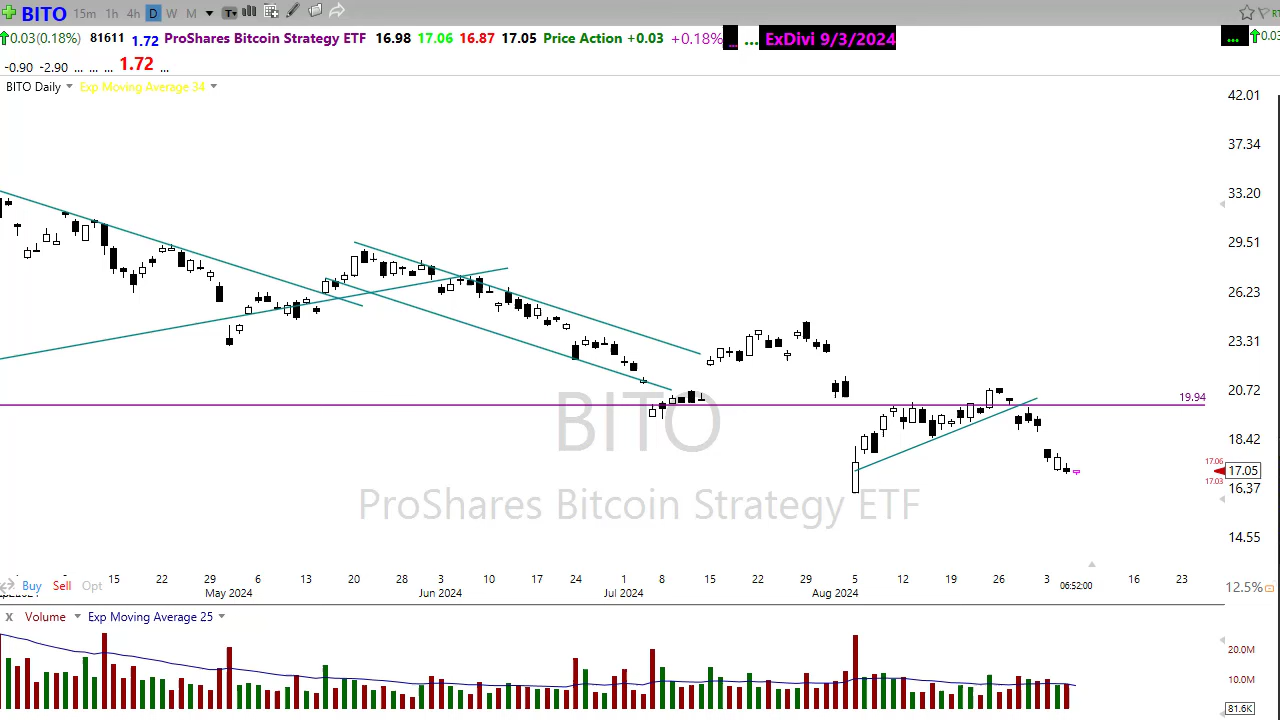 BITO 15m 1h 4h D W M T
0.03(0.18%) 81611 1.72 ProShares Bitcoin Strategy ETF 16.98 17.06 16.87 17.05 Price Action +0.03 +0.18% ... ... ExDivi 9/3/2024 ... 0.03
-0.90 -2.90 ... ... ... 1.72 ...
BITO Daily Exp Moving Average 34
42.01
37.34
33.20
29.51
26.23
23.31
20.72
19.94
BITO
18.42
17.06
17.05
17.03
16.37
ProShares Bitcoin Strategy ETF
14.55
15 22 29 6 13 20 28 3 10 17 24 1 8 15 22 29 5 12 19 26 3 06:52:00 16 23
Buy Sell Opt 12.5%
May 2024 Jun 2024 Jul 2024 Aug 2024
X Volume Exp Moving Average 25
20.0M
10.0M
81.6K